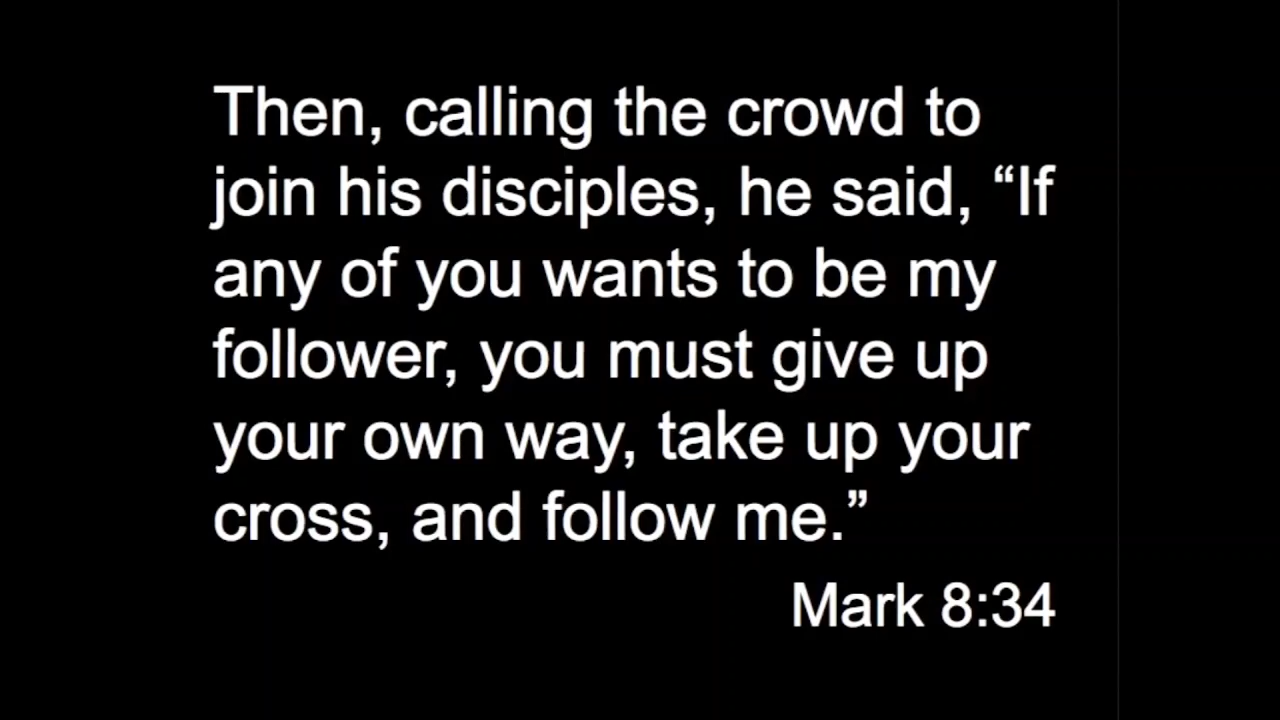 Then, calling the crowd to
join his disciples, he said, “If
any of you wants to be my
follower, you must give up
your own way, take up your
cross, and follow me.”
Mark 8:34